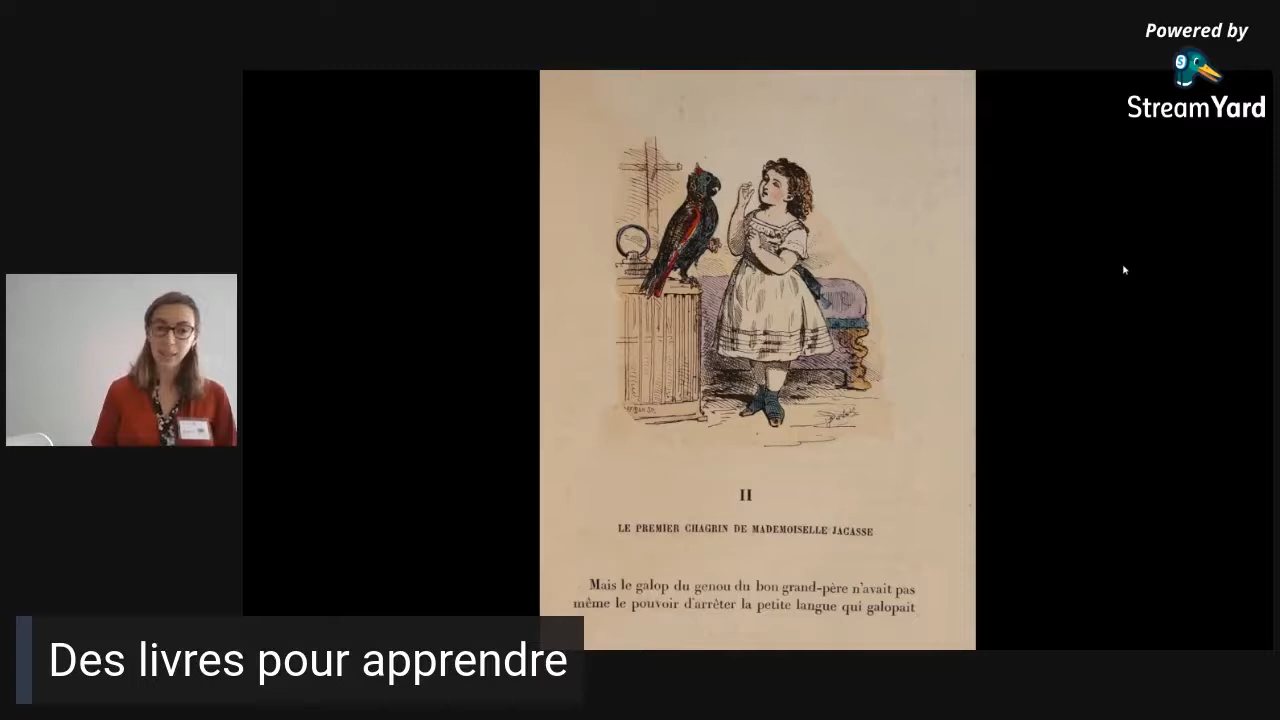 Powered by
StreamYard
II
LE PREMIER CHAGRIN DE MADEMOISELLE JACASSE
Mais le galop du genou du bon grand-père n'avait pas
même le pouvoir d'arrêter la petite langue qui galopait
Des livres pour apprendre